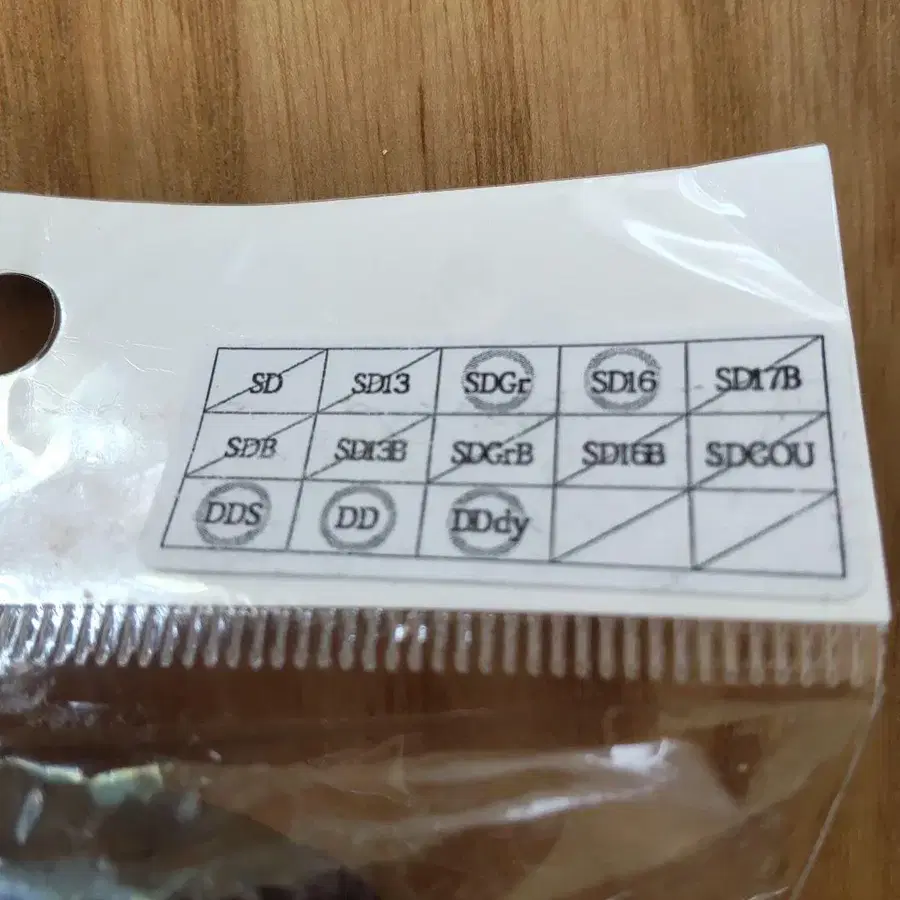 SD SD13 SDGr SD16 SD17B
SDB SD13B SDGrB SD16B SDGOU
DDS DD DDdy